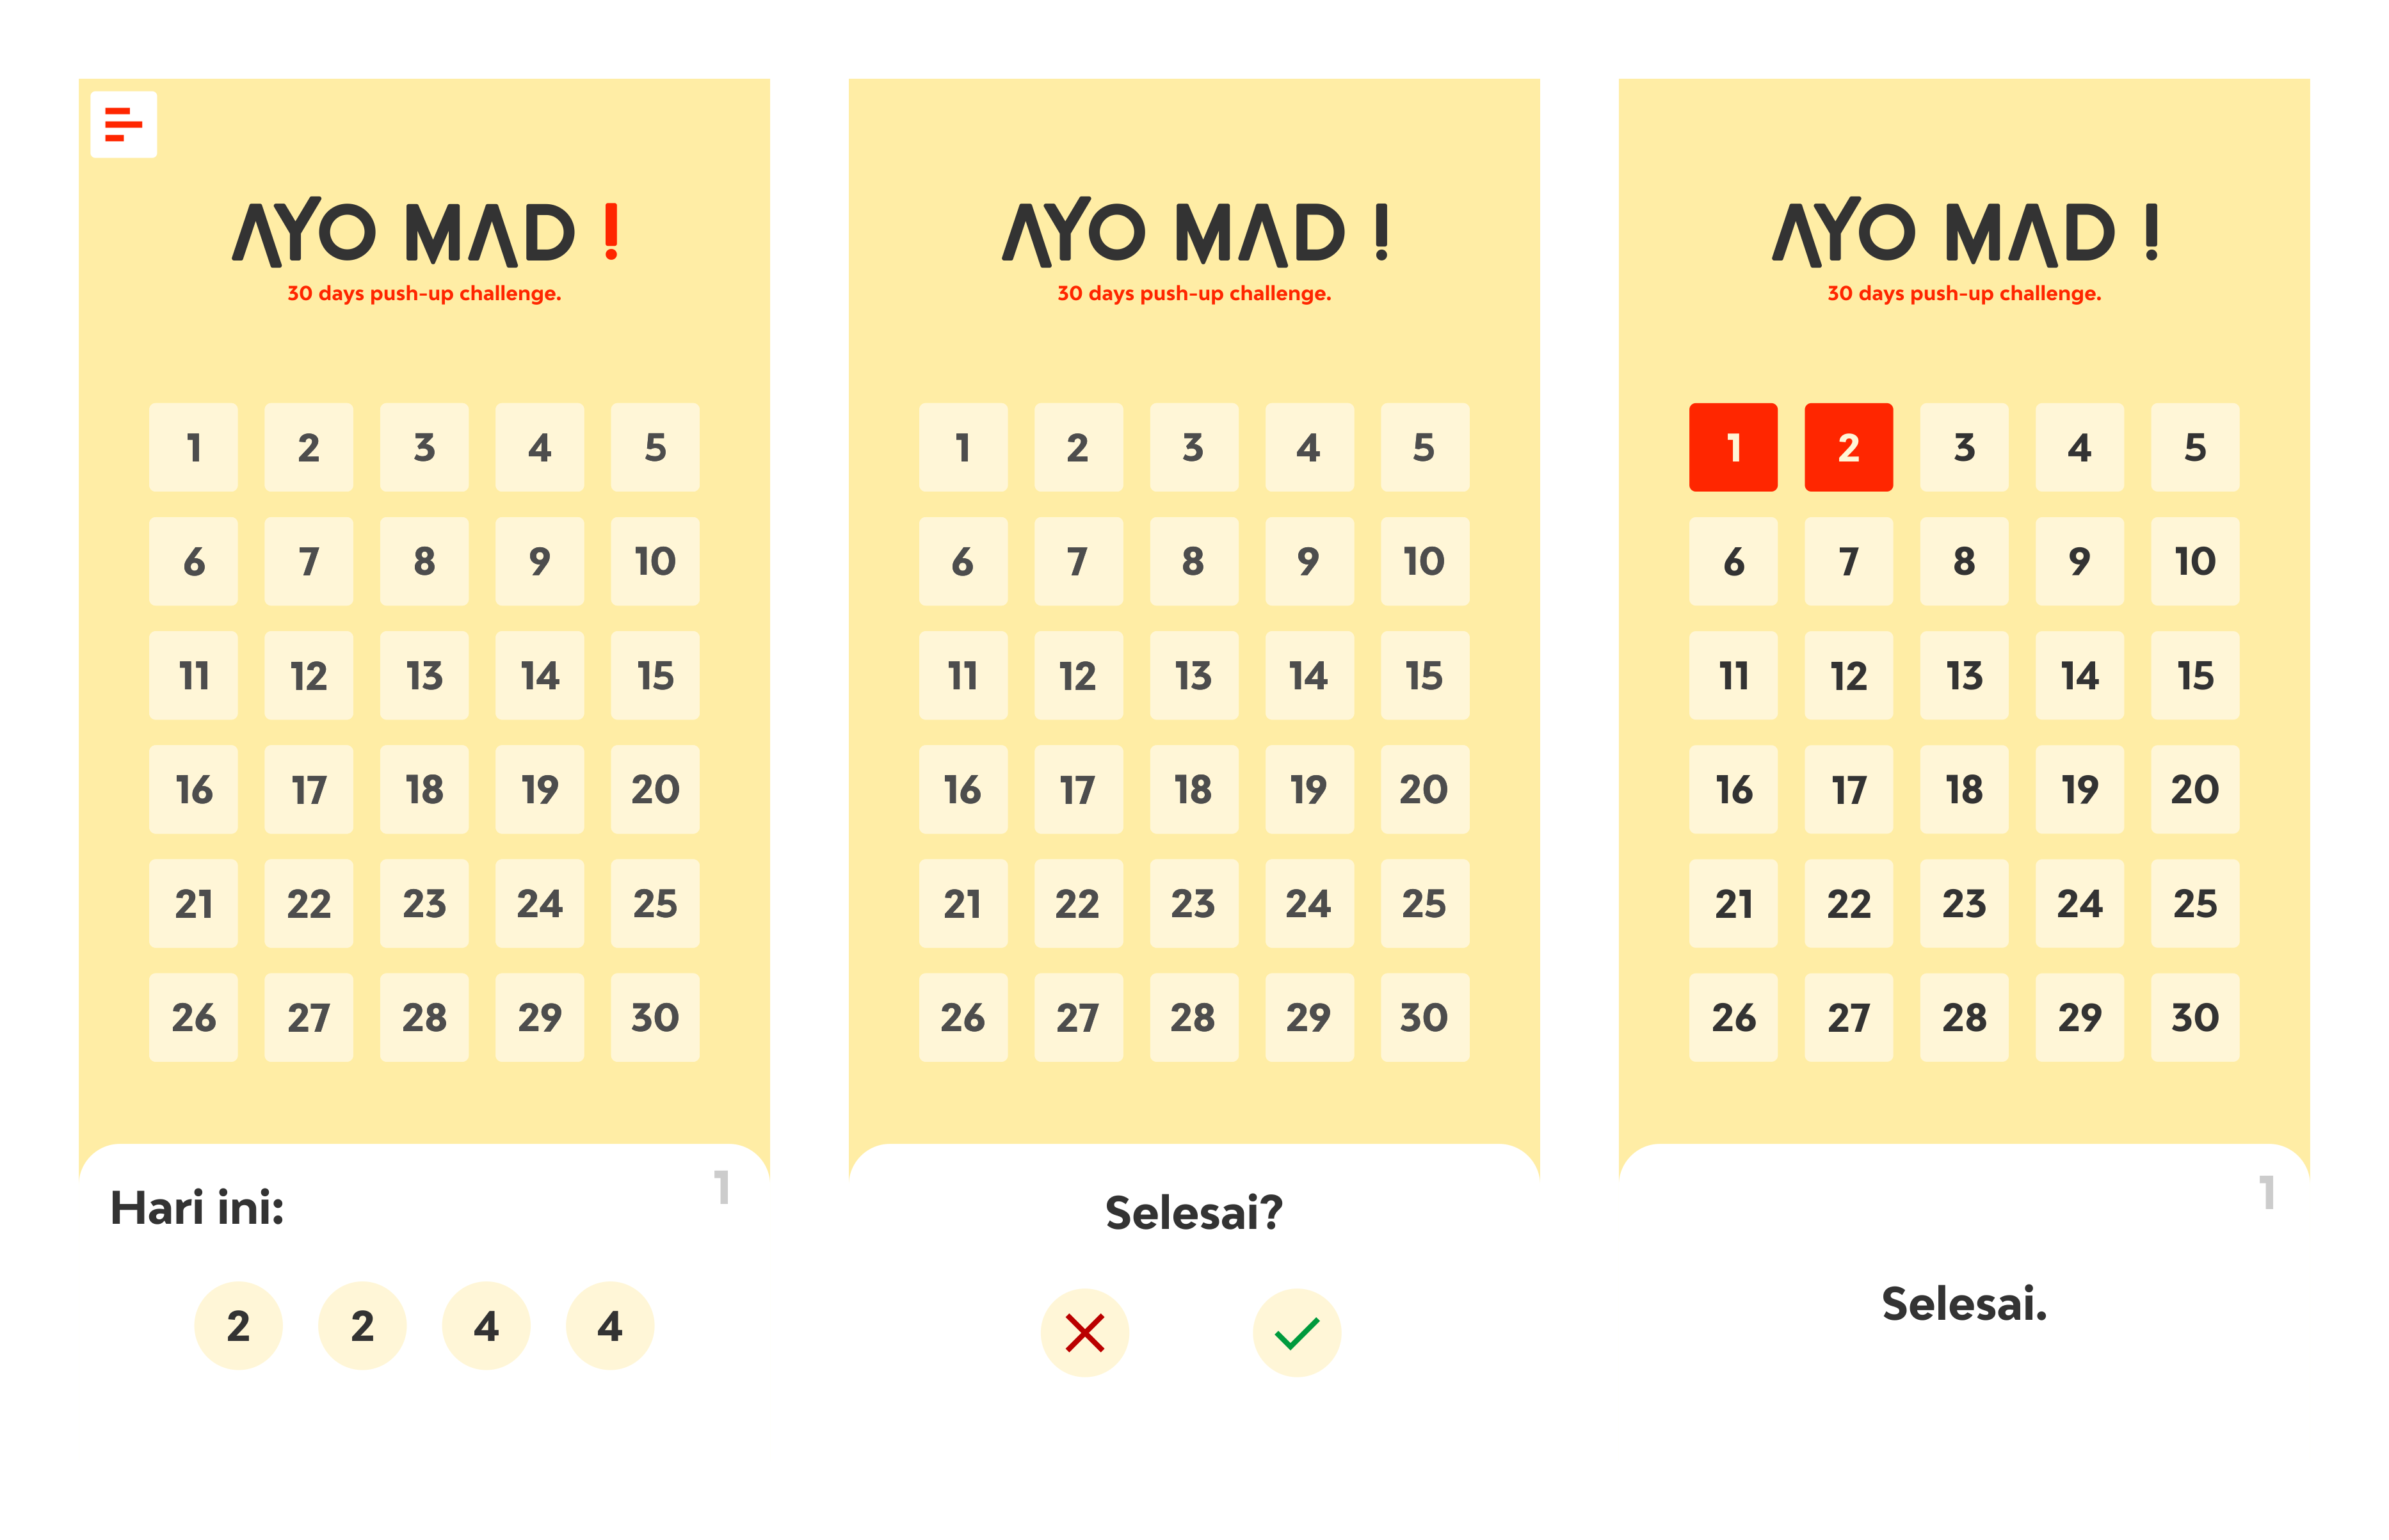 AYO MAD !
30 days push-up challenge.
1 2 3 4 5
6 7 8 9 10
11 12 13 14 15
16 17 18 19 20
21 22 23 24 25
26 27 28 29 30
1
Hari ini:
2 2 4 4
AYO MAD !
30 days push-up challenge.
1 2 3 4 5
6 7 8 9 10
11 12 13 14 15
16 17 18 19 20
21 22 23 24 25
26 27 28 29 30
Selesai?
AYO MAD !
30 days push-up challenge.
1 2 3 4 5
6 7 8 9 10
11 12 13 14 15
16 17 18 19 20
21 22 23 24 25
26 27 28 29 30
1
Selesai.